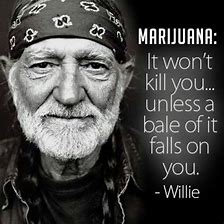 MARIJUANA:
It won't
kill you...
unless a
bale of it
falls on
you.
- Willie